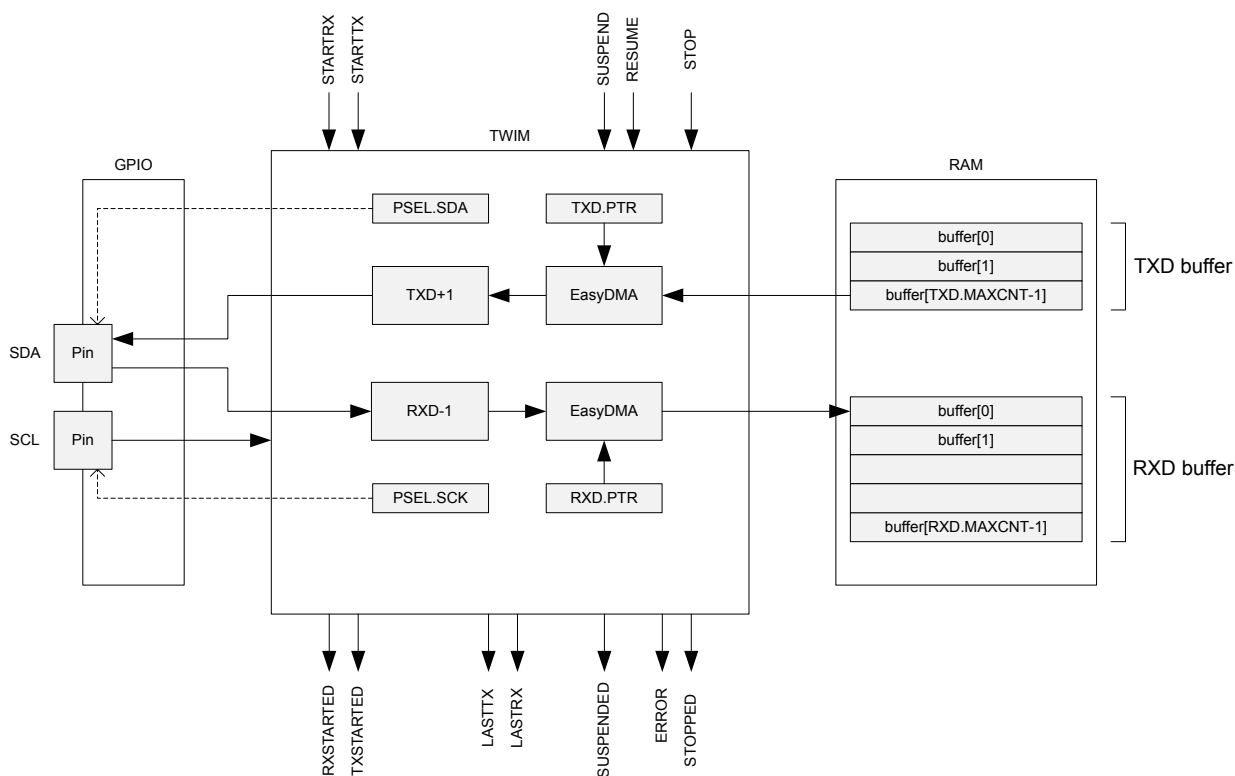 STARTRX
STARTTX
SUSPEND
RESUME
STOP
GPIO
TWIM
RAM
PSEL.SDA
TXD.PTR
buffer[0]
buffer[1]
buffer[TXD.MAXCNT-1]
TXD buffer
TXD+1
EasyDMA
SDA
Pin
RXD-1
EasyDMA
SCL
Pin
buffer[0]
buffer[1]
buffer[RXD.MAXCNT-1]
RXD buffer
PSEL.SCK
RXD.PTR
RXSTARTED
TXSTARTED
LASTTX
LASTRX
SUSPENDED
ERROR
STOPPED